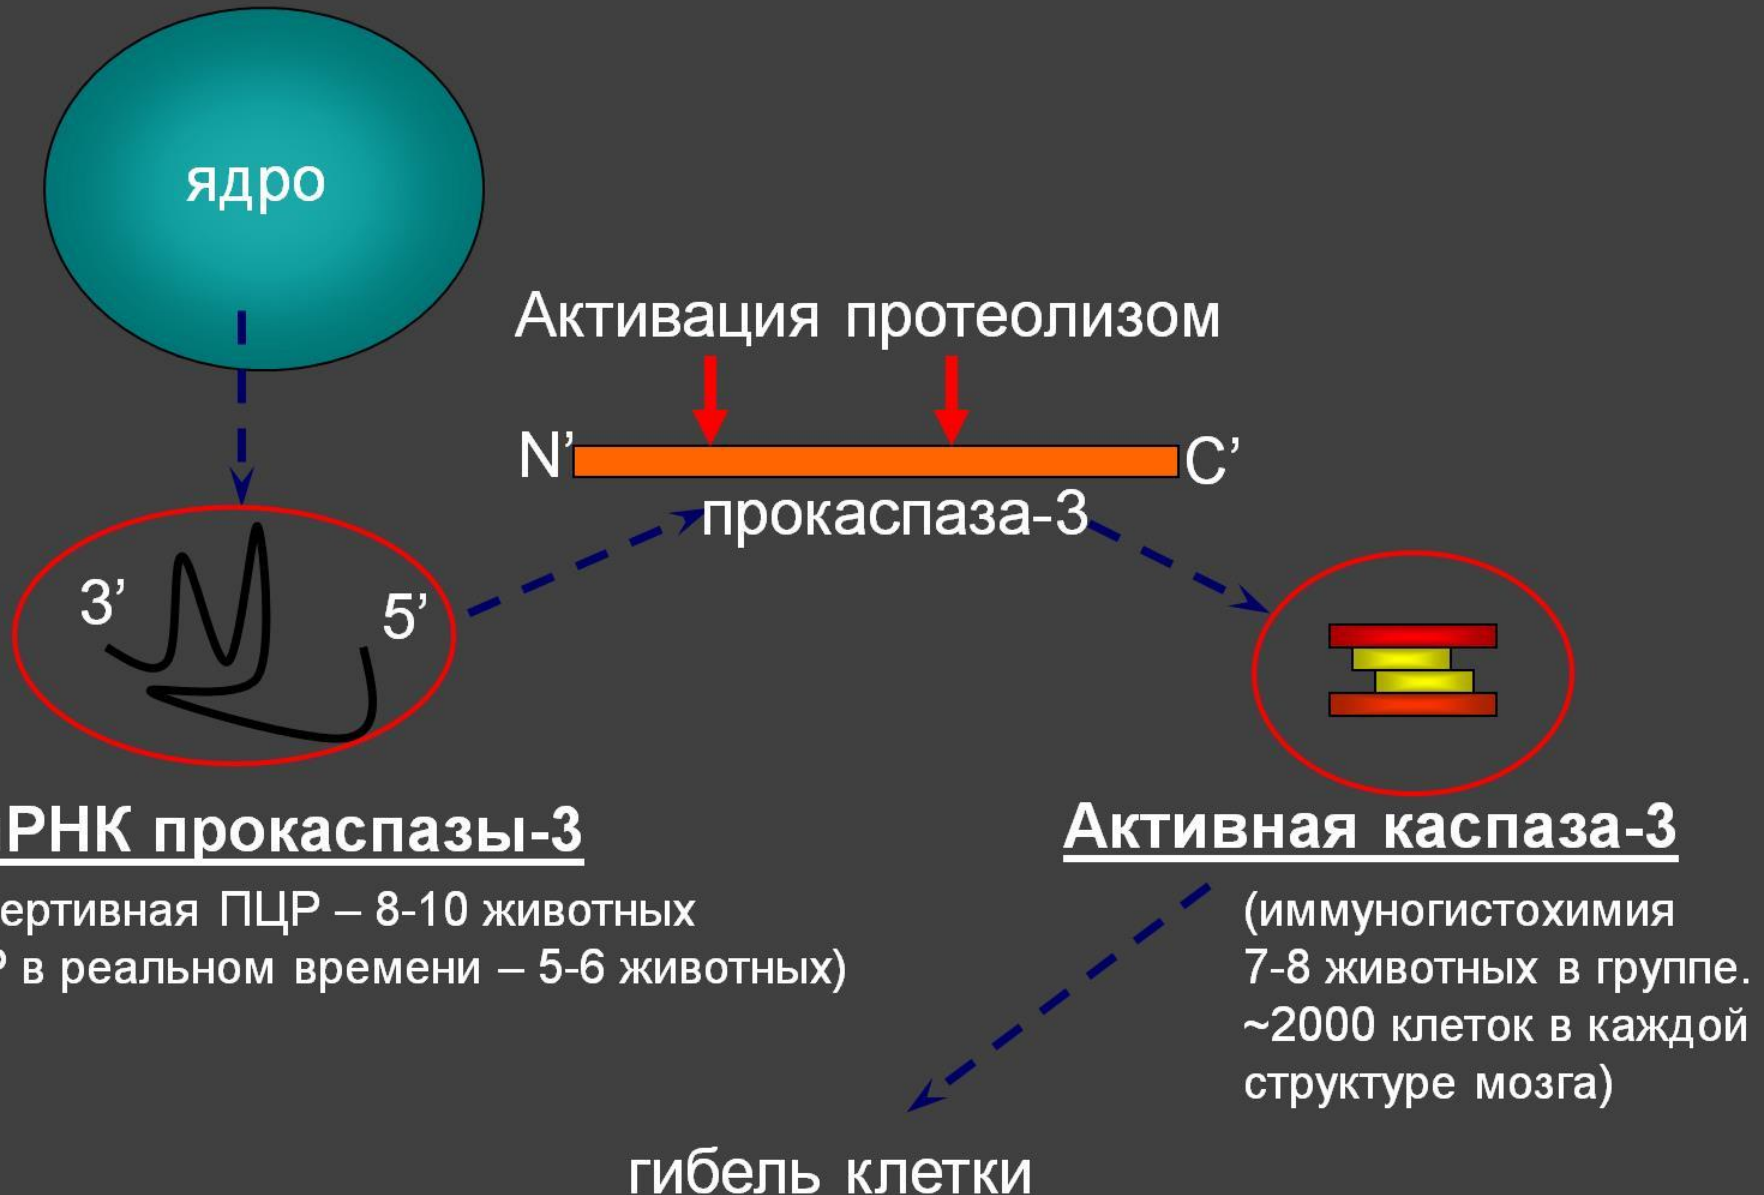 ядро
Активация протеолизом
N’
C’
прокаспаза-3
3’
5’
РНК прокаспазы-3
Активная каспаза-3
ПЦР – 8-10 животных
в реальном времени – 5-6 животных)
(иммуногистохимия
7-8 животных в группе.
~2000 клеток в каждой
структуре мозга)
гибель клетки